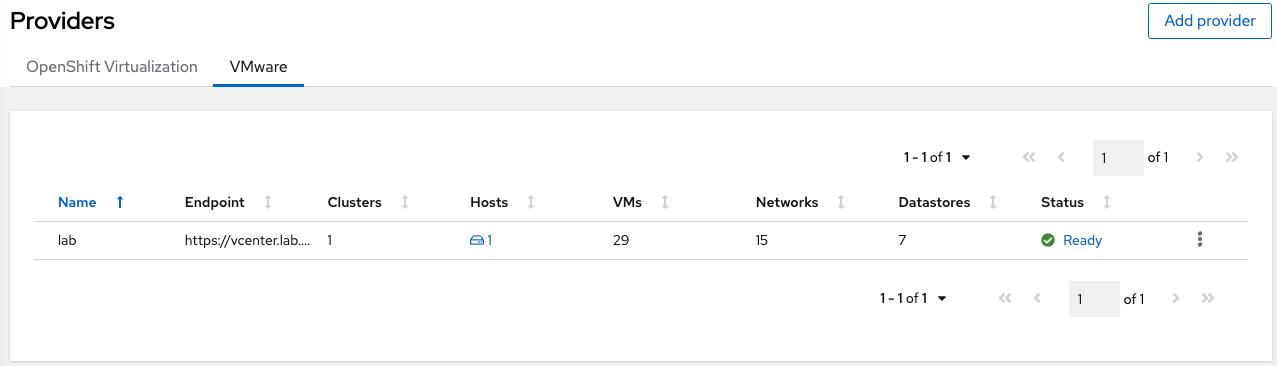 Providers
Add provider
OpenShift Virtualization VMware
1 - 1 of 1 1 of 1
Name Endpoint Clusters Hosts VMs Networks Datastores Status
lab https://vcenter.lab.... 1 1 29 15 7 Ready
1 - 1 of 1 1 of 1